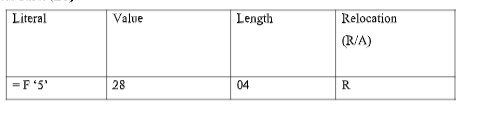 Literal Value Length Relocation
(R/A)
= F ‘5’ 28 04 R